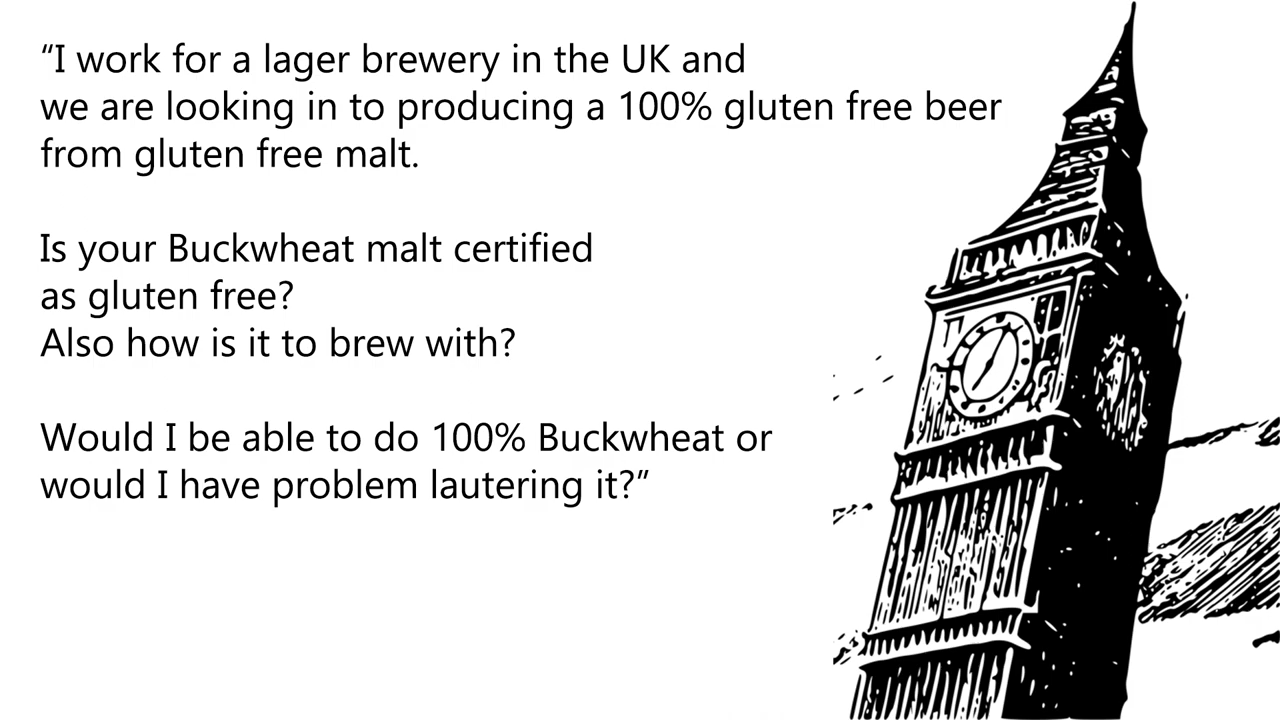 “I work for a lager brewery in the UK and
we are looking in to producing a 100% gluten free beer
from gluten free malt.
Is your Buckwheat malt certified
as gluten free?
Also how is it to brew with?
Would I be able to do 100% Buckwheat or
would I have problem lautering it?”